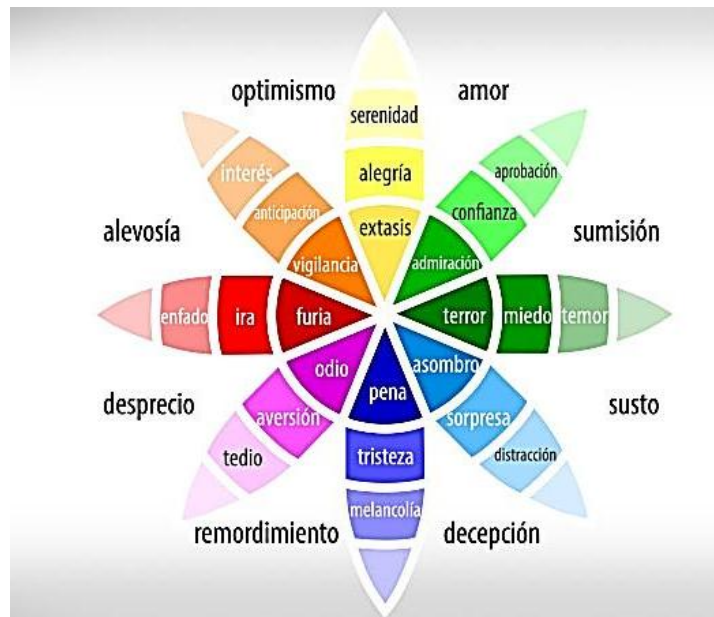 optimismo
amor
serenidad
interés
alegría
aprobación
anticipación
confianza
alevosía
extasis
sumisión
vigilancia
admiración
enfado
ira
furia
terror
miedo
temor
odio
asombro
pena
desprecio
aversión
sorpresa
susto
tedio
tristeza
distracción
melancolía
remordimiento
decepción